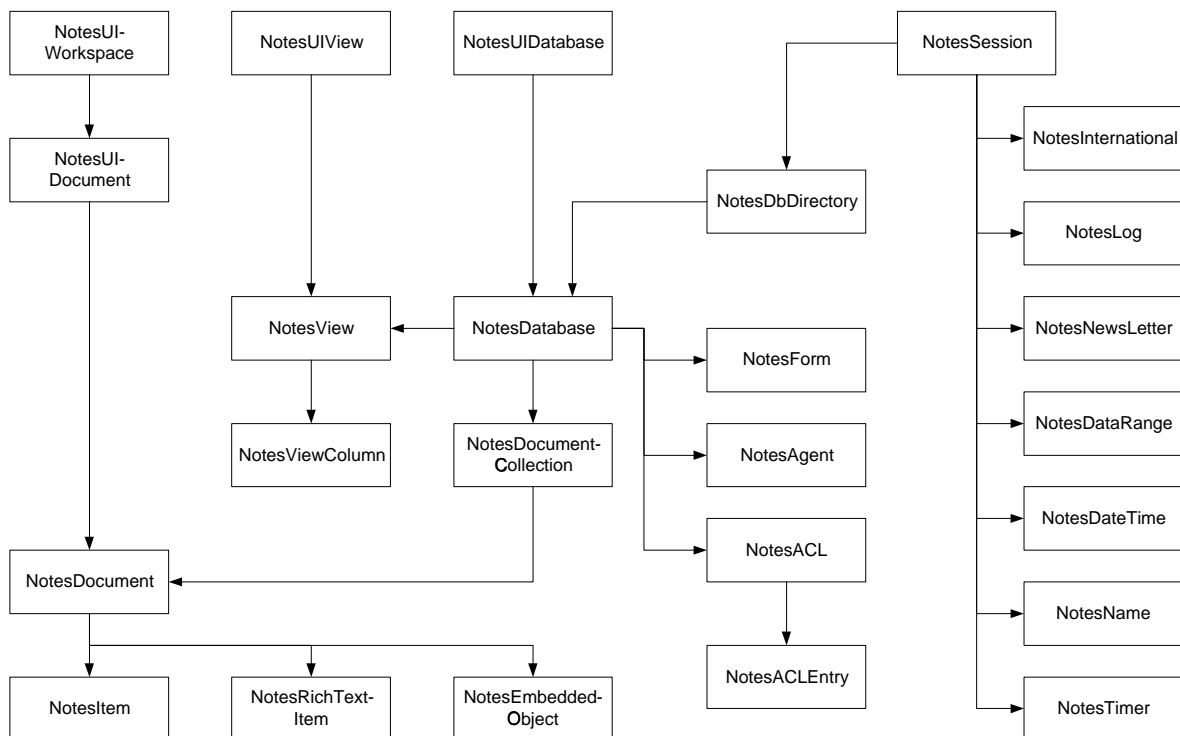 NotesUI-
Workspace
NotesUIView
NotesUIDatabase
NotesSession
NotesInternational
NotesUI-
Document
NotesDbDirectory
NotesLog
NotesView
NotesDatabase
NotesNewsLetter
NotesForm
NotesViewColumn
NotesDocument-
Collection
NotesAgent
NotesDataRange
NotesDateTime
NotesACL
NotesDocument
NotesName
NotesItem
NotesRichText-
Item
NotesEmbedded-
Object
NotesACLEntry
NotesTimer